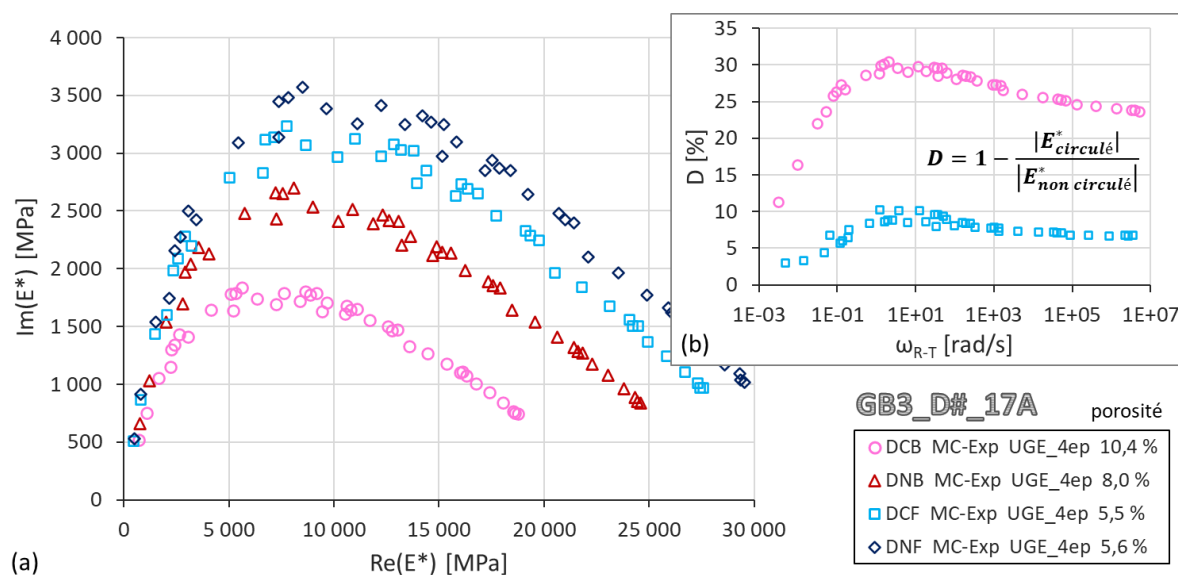 4 000
3 500
3 000
2 500
2 000
1 500
1 000
500
0
Im(E*) [MPa]
0 5 000 10 000 15 000 20 000 25 000 30 000
Re(E*) [MPa]
(a)
35
30
25
20
15
10
5
0
D [%]
D = 1 − |E*circulé| / |E*non circulé|
1E-03 1E-01 1E+01 1E+03 1E+05 1E+07
(b)
ωR-T [rad/s]
GB3_D#_17A porosité
DCB MC-Exp UGE_4ep 10,4 %
DNB MC-Exp UGE_4ep 8,0 %
DCF MC-Exp UGE_4ep 5,5 %
DNF MC-Exp UGE_4ep 5,6 %